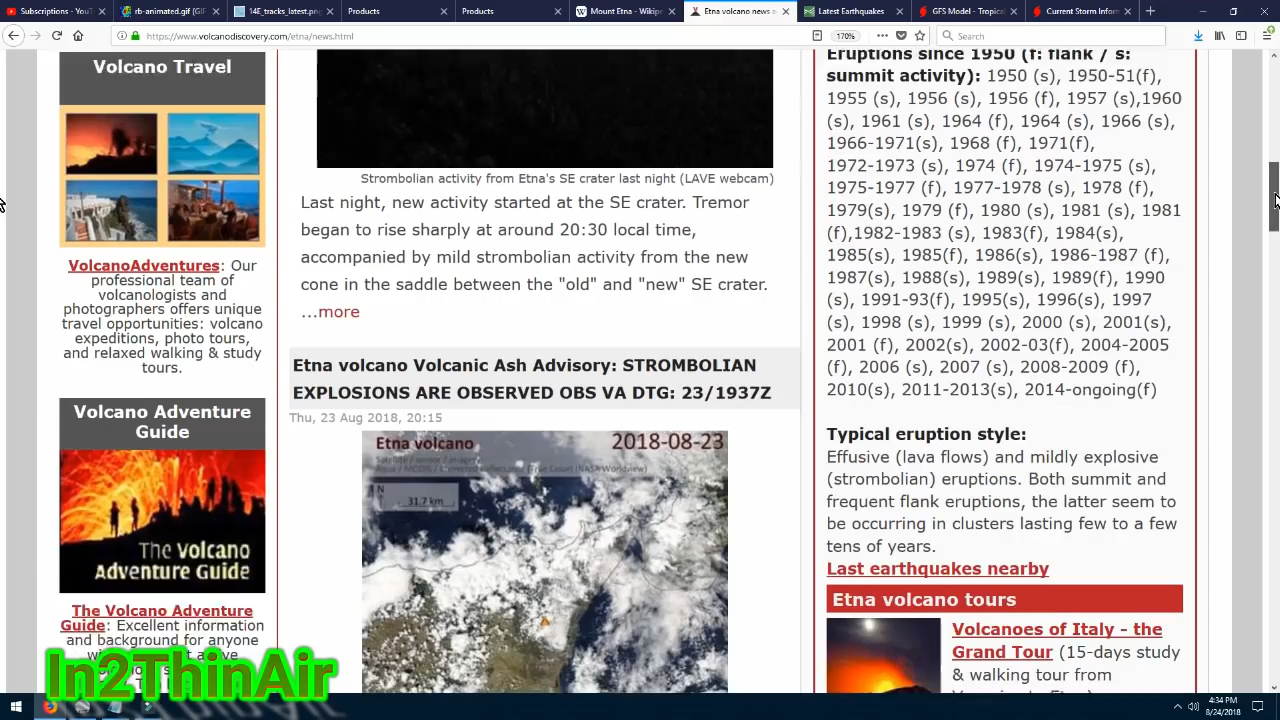 Subscriptions
rb-animated.gif (GIF
14E_tracks_latest.png
Products
Products
Mount Etna - Wikipe
Etna volcano news a
Latest Earthquakes
GFS Model - Tropical
Current Storm Inform
https://www.volcanodiscovery.com/etna/news.html
170%
Search
Volcano Travel
VolcanoAdventures: Our
professional team of
volcanologists and
photographers offers unique
travel opportunities: volcano
expeditions, photo tours,
and relaxed walking & study
tours.
Volcano Adventure
Guide
The Volcano
Adventure Guide
The Volcano Adventure
Guide: Excellent information
and background for anyone
In2ThinAir
Strombolian activity from Etna's SE crater last night (LAVE webcam)
Last night, new activity started at the SE crater. Tremor
began to rise sharply at around 20:30 local time,
accompanied by mild strombolian activity from the new
cone in the saddle between the "old" and "new" SE crater.
...more
Etna volcano Volcanic Ash Advisory: STROMBOLIAN
EXPLOSIONS ARE OBSERVED OBS VA DTG: 23/1937Z
Thu, 23 Aug 2018, 20:15
Etna volcano
2018-08-23
N
31.7 km
Eruptions since 1950 (f: flank / s:
summit activity): 1950 (s), 1950-51(f),
1955 (s), 1956 (s), 1956 (f), 1957 (s),1960
(s), 1961 (s), 1964 (f), 1964 (s), 1966 (s),
1966-1971(s), 1968 (f), 1971(f),
1972-1973 (s), 1974 (f), 1974-1975 (s),
1975-1977 (f), 1977-1978 (s), 1978 (f),
1979(s), 1979 (f), 1980 (s), 1981 (s), 1981
(f),1982-1983 (s), 1983(f), 1984(s),
1985(s), 1985(f), 1986(s), 1986-1987 (f),
1987(s), 1988(s), 1989(s), 1989(f), 1990
(s), 1991-93(f), 1995(s), 1996(s), 1997
(s), 1998 (s), 1999 (s), 2000 (s), 2001(s),
2001 (f), 2002(s), 2002-03(f), 2004-2005
(f), 2006 (s), 2007 (s), 2008-2009 (f),
2010(s), 2011-2013(s), 2014-ongoing(f)
Typical eruption style:
Effusive (lava flows) and mildly explosive
(strombolian) eruptions. Both summit and
frequent flank eruptions, the latter seem to
be occurring in clusters lasting few to a few
tens of years.
Last earthquakes nearby
Etna volcano tours
Volcanoes of Italy - the
Grand Tour (15-days study
& walking tour from
4:34 PM
8/24/2018